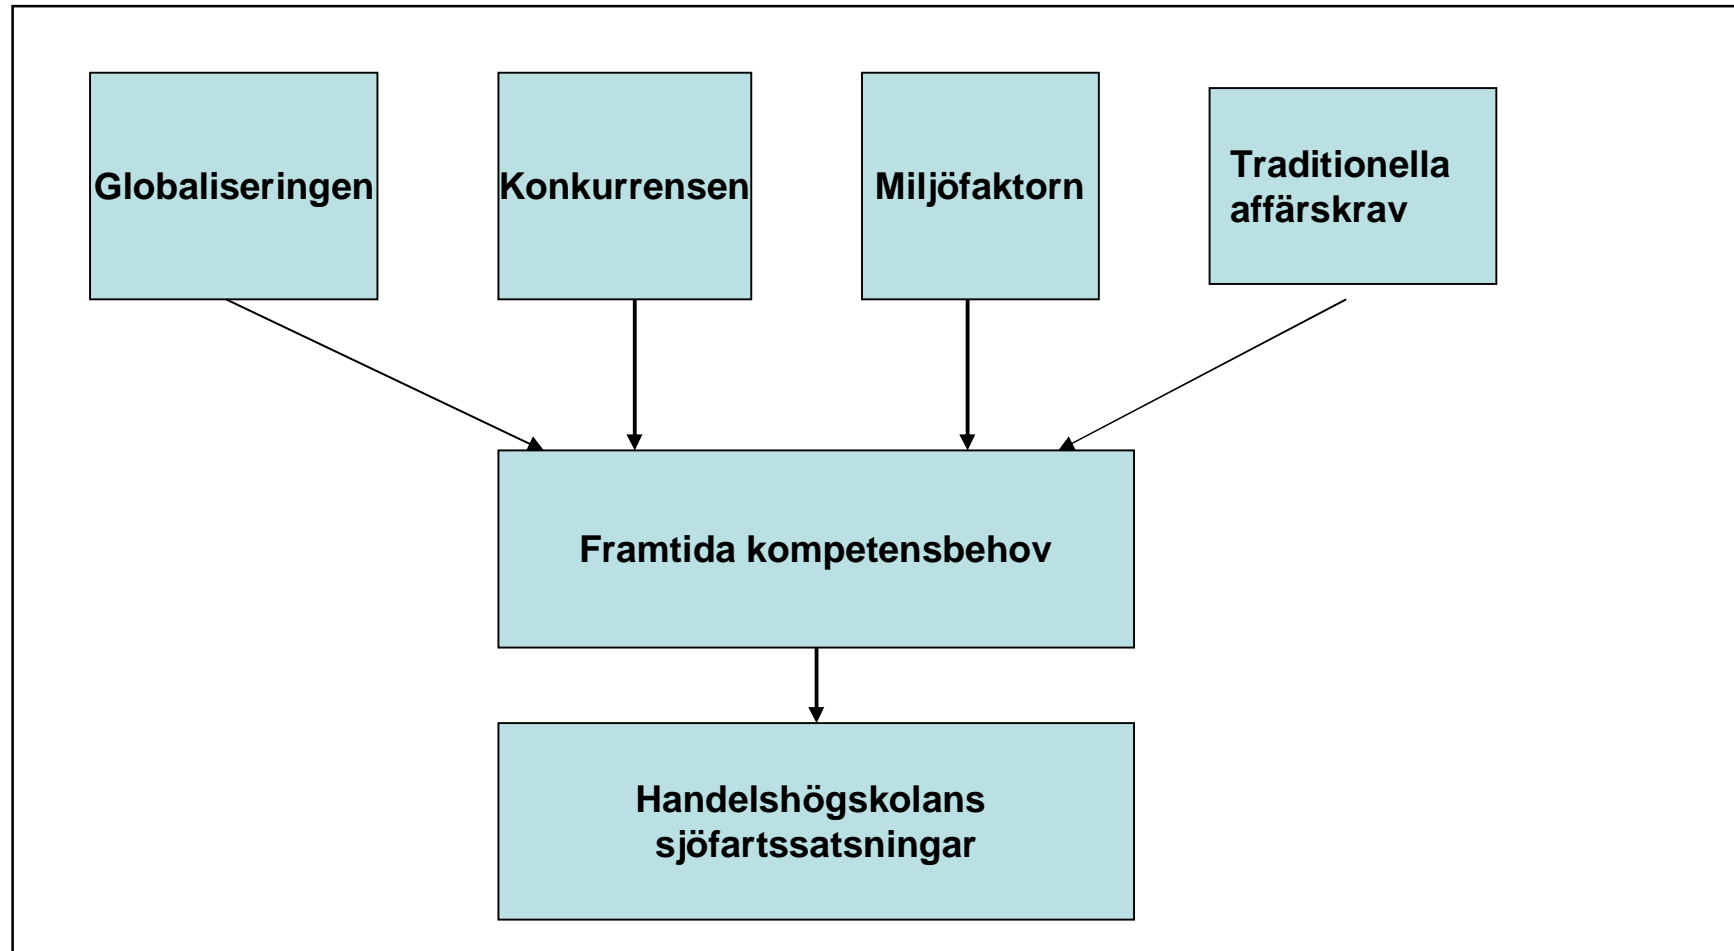 Globaliseringen
Konkurrensen
Miljöfaktorn
Traditionella
affärskrav
Framtida kompetensbehov
Handelshögskolans
sjöfartssatsningar